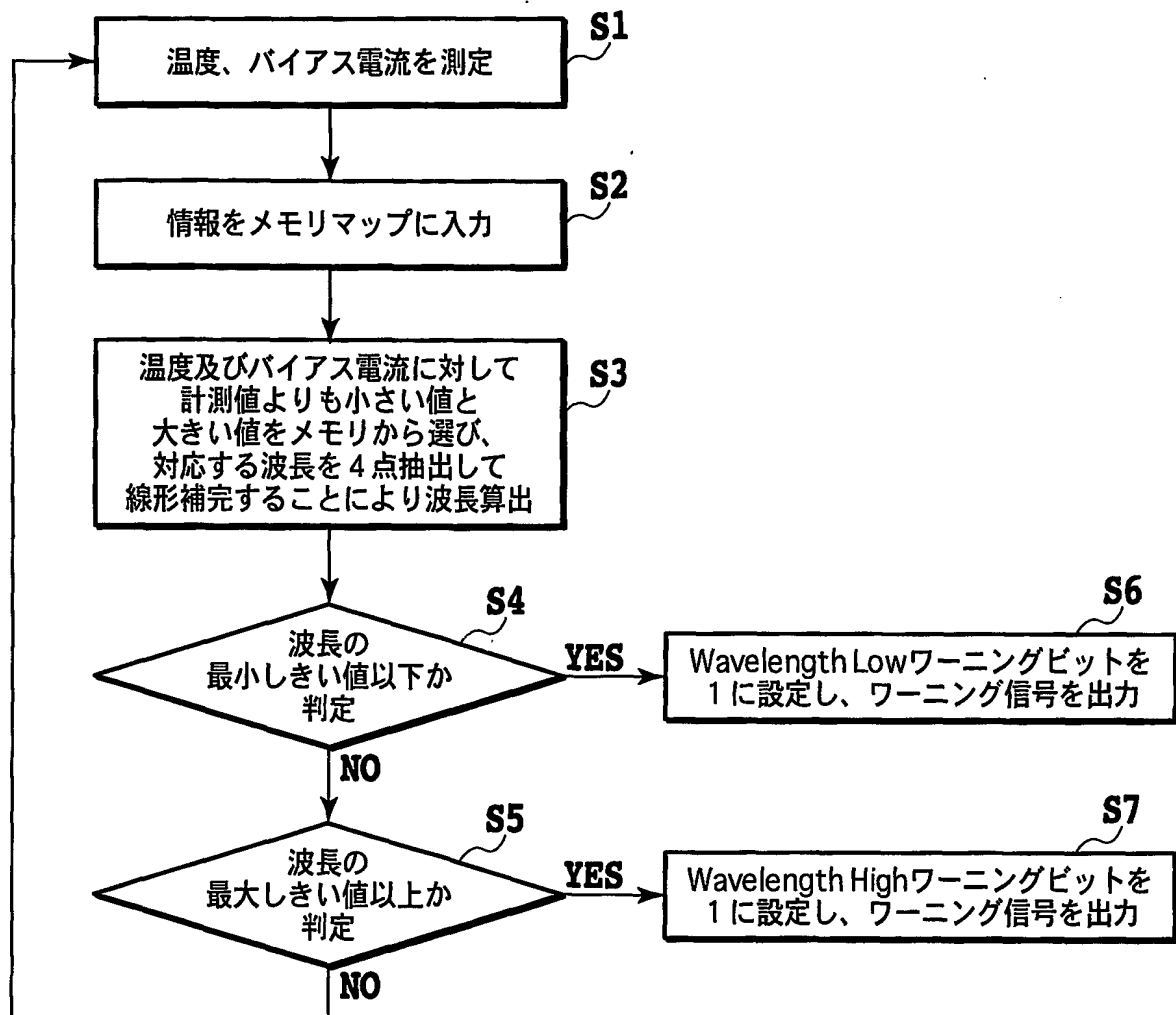 S1
温度、バイアス電流を測定
S2
情報をメモリマップに入力
S3
温度及びバイアス電流に対して
計測値よりも小さい値と
大きい値をメモリから選び、
対応する波長を4点抽出して
線形補完することにより波長算出
S4
波長の
最小しきい値以下か
判定
YES
NO
S6
Wavelength Lowワーニングビットを
1に設定し、ワーニング信号を出力
S5
波長の
最大しきい値以上か
判定
YES
NO
S7
Wavelength Highワーニングビットを
1に設定し、ワーニング信号を出力